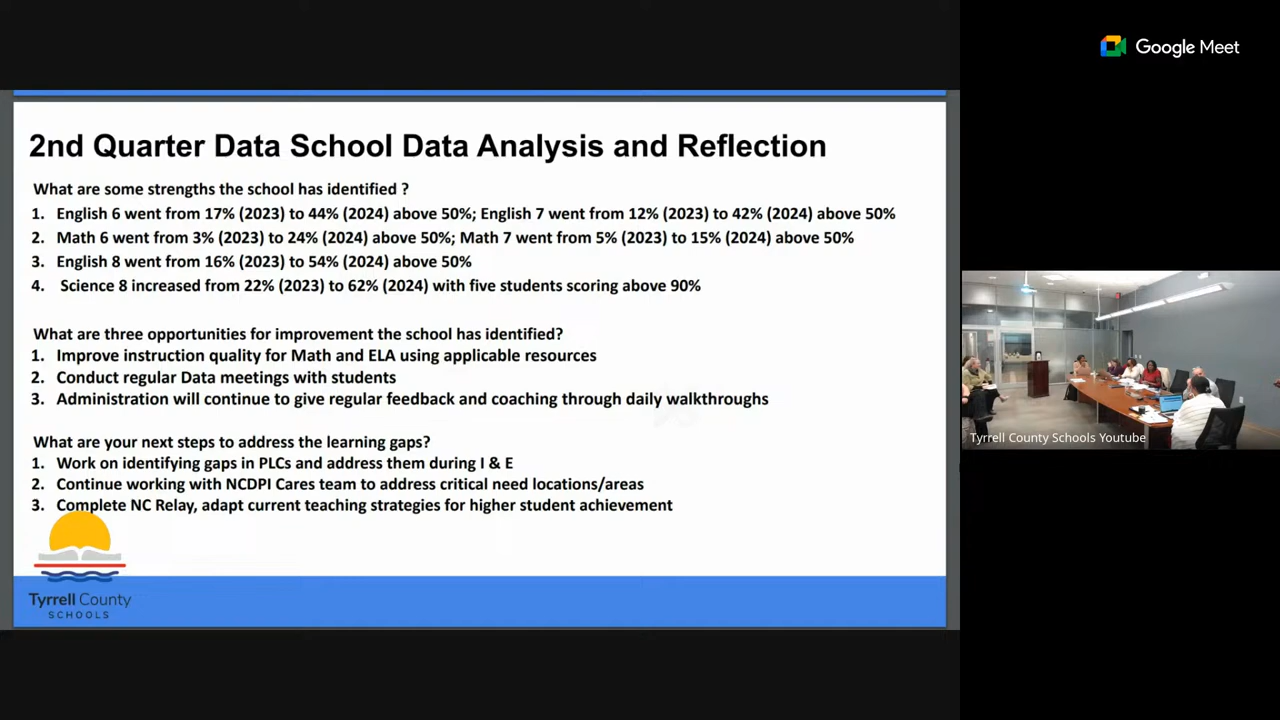 Google Meet
2nd Quarter Data School Data Analysis and Reflection
What are some strengths the school has identified ?
1. English 6 went from 17% (2023) to 44% (2024) above 50%; English 7 went from 12% (2023) to 42% (2024) above 50%
2. Math 6 went from 3% (2023) to 24% (2024) above 50%; Math 7 went from 5% (2023) to 15% (2024) above 50%
3. English 8 went from 16% (2023) to 54% (2024) above 50%
4. Science 8 increased from 22% (2023) to 62% (2024) with five students scoring above 90%
What are three opportunities for improvement the school has identified?
1. Improve instruction quality for Math and ELA using applicable resources
2. Conduct regular Data meetings with students
3. Administration will continue to give regular feedback and coaching through daily walkthroughs
What are your next steps to address the learning gaps?
1. Work on identifying gaps in PLCs and address them during I & E
2. Continue working with NCDPI Cares team to address critical need locations/areas
3. Complete NC Relay, adapt current teaching strategies for higher student achievement
Tyrrell County
SCHOOLS
Tyrrell County Schools Youtube